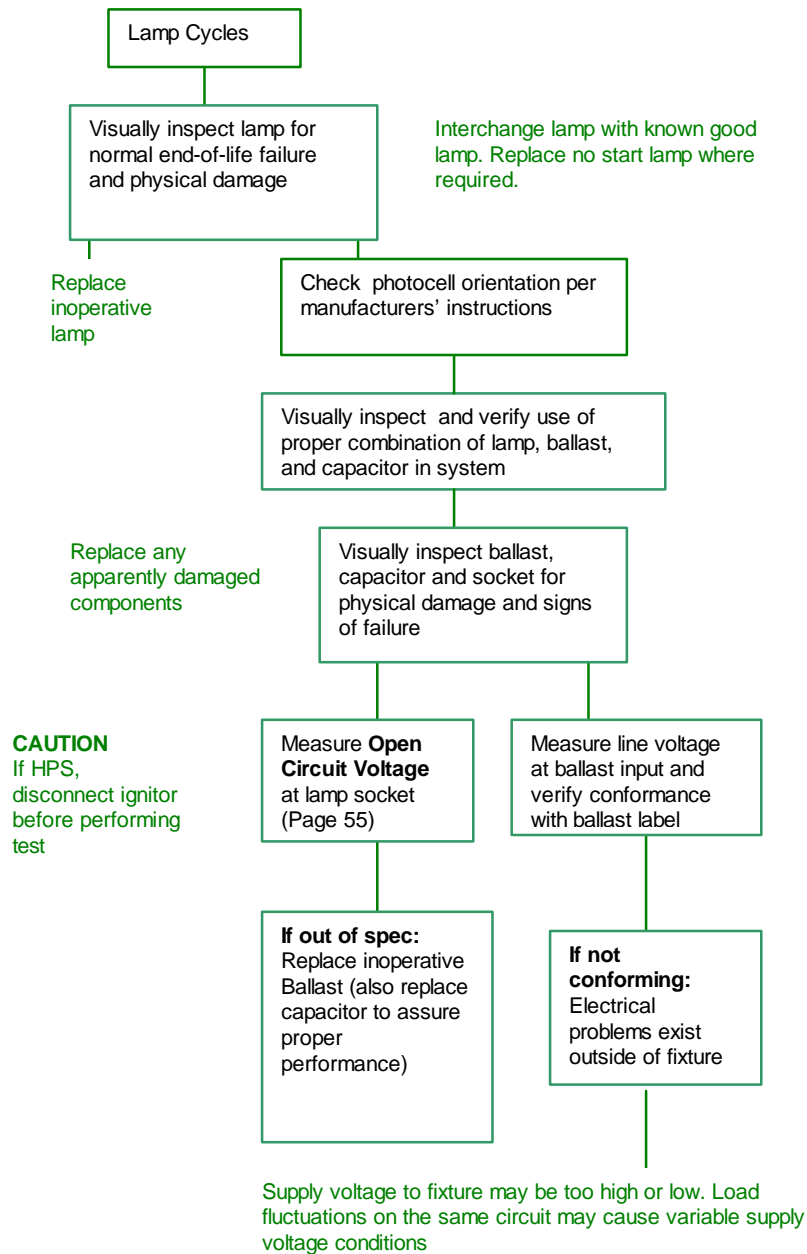 Lamp Cycles
Visually inspect lamp for
normal end-of-life failure
and physical damage
Interchange lamp with known good
lamp. Replace no start lamp where
required.
Replace
inoperative
lamp
Check photocell orientation per
manufacturers’ instructions
Visually inspect and verify use of
proper combination of lamp, ballast,
and capacitor in system
Replace any
apparently damaged
components
Visually inspect ballast,
capacitor and socket for
physical damage and signs
of failure
CAUTION
If HPS,
disconnect ignitor
before performing
test
Measure Open
Circuit Voltage
at lamp socket
(Page 55)
Measure line voltage
at ballast input and
verify conformance
with ballast label
If out of spec:
Replace inoperative
Ballast (also replace
capacitor to assure
proper
performance)
If not
conforming:
Electrical
problems exist
outside of fixture
Supply voltage to fixture may be too high or low. Load
fluctuations on the same circuit may cause variable supply
voltage conditions